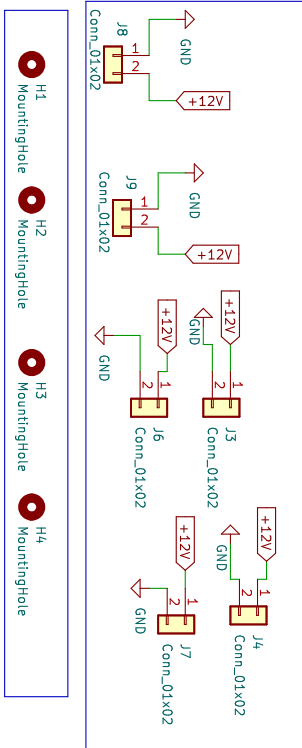 H1
MountingHole
H2
MountingHole
H3
MountingHole
H4
MountingHole
J8
Conn_01x02
1
2
GND
+12V
J9
Conn_01x02
1
2
GND
+12V
+12V
GND
2
1
J6
Conn_01x02
+12V
GND
2
1
J3
Conn_01x02
+12V
GND
2
1
J7
Conn_01x02
+12V
GND
2
1
J4
Conn_01x02